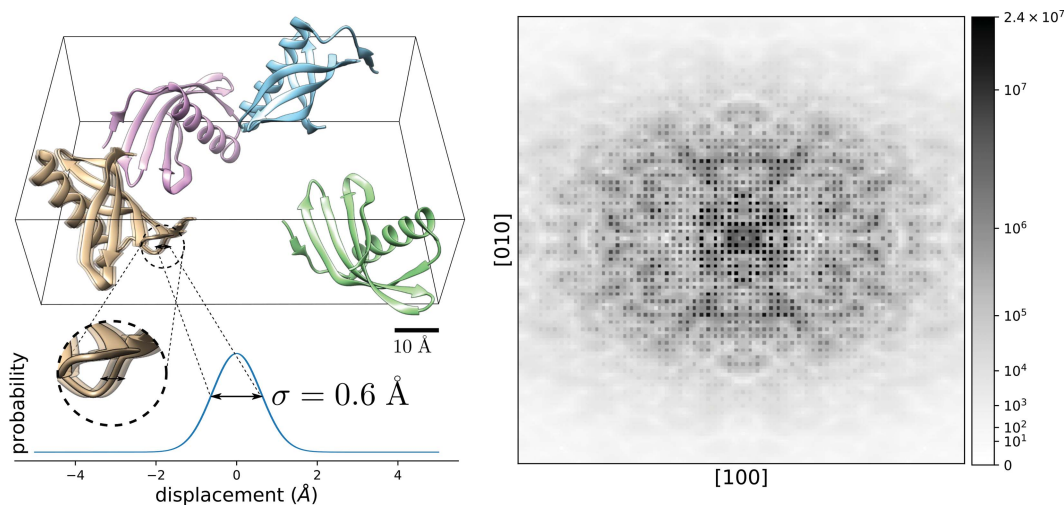 10 Å
probability
σ = 0.6 Å
−4 −2 0 2 4
displacement (Å)
[010]
[100]
2.4 × 10⁷
10⁷
10⁶
10⁵
10⁴
10³
10²
10¹
0